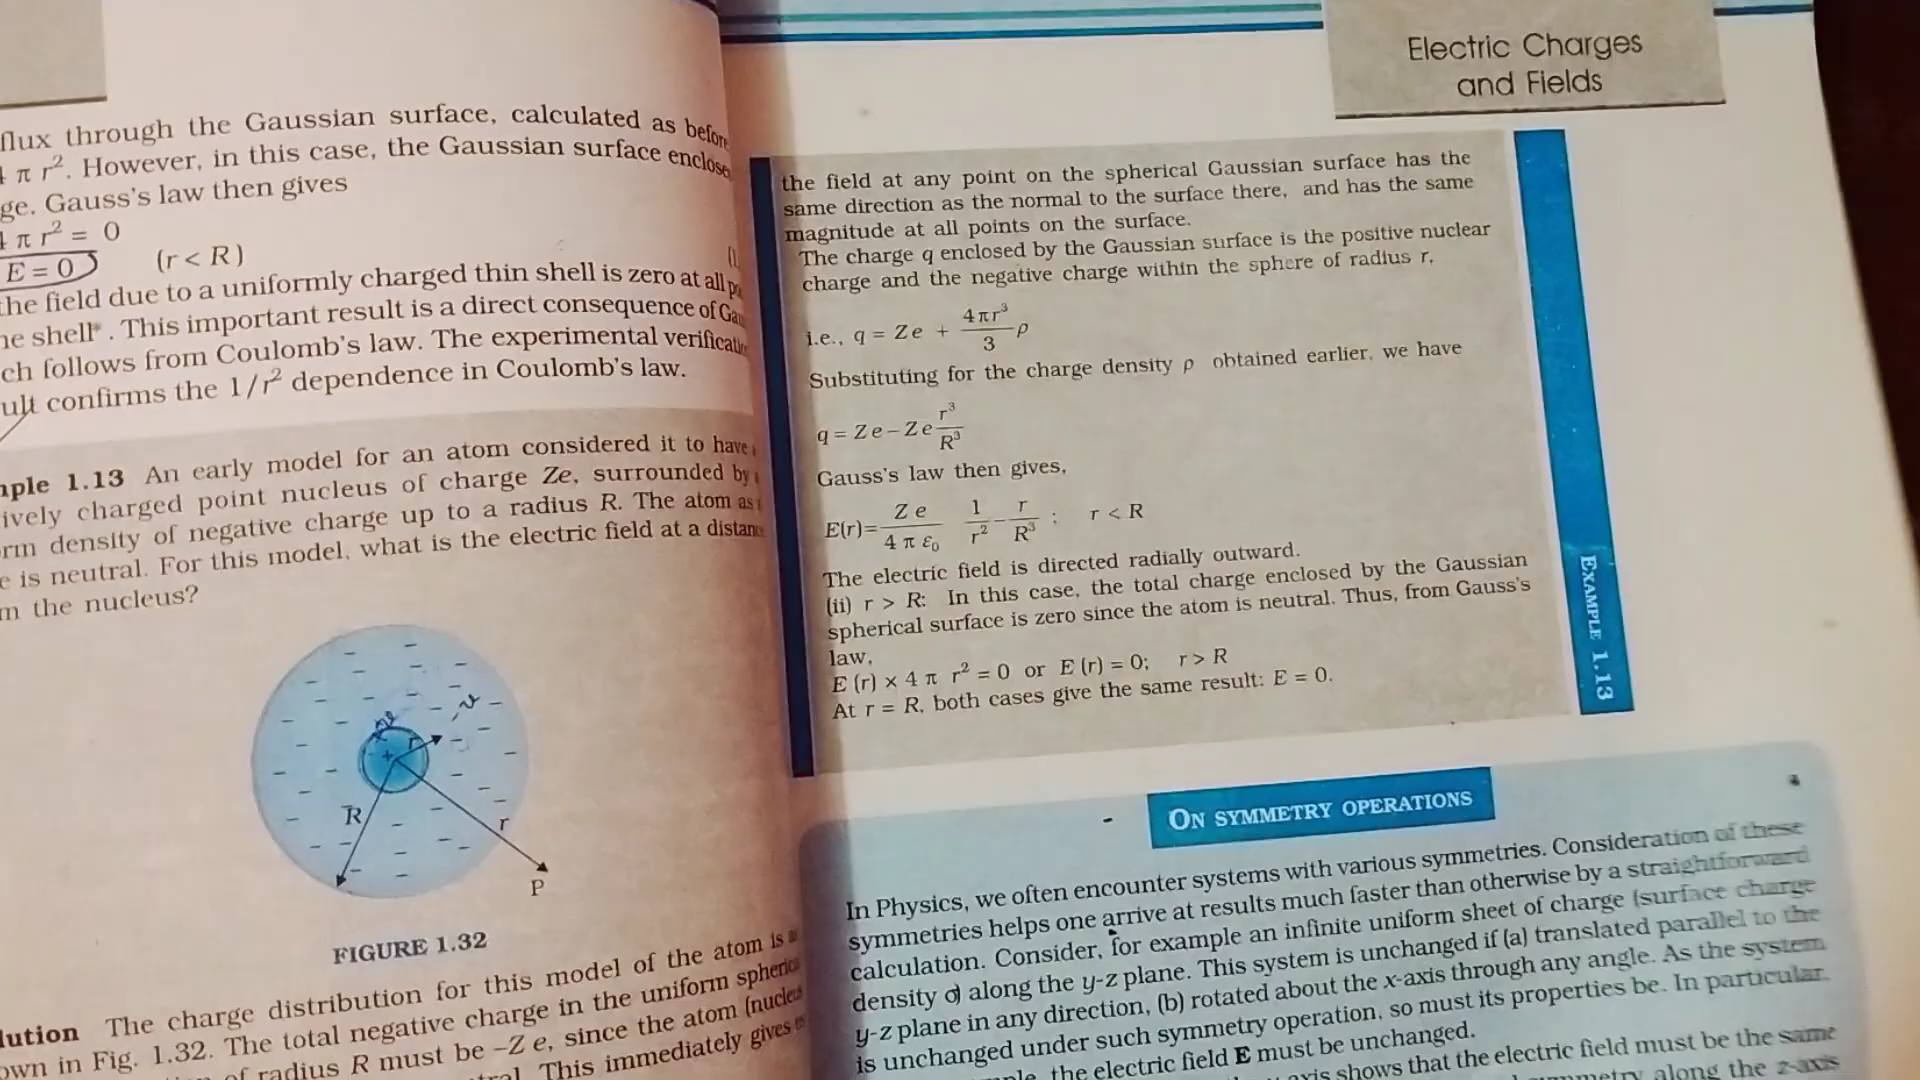 flux through the Gaussian surface, calculated as before
π r². However, in this case, the Gaussian surface
ge. Gauss's law then gives
π r² = 0
E = 0 (r < R)
the field due to a uniformly charged thin shell is zero at all
he shell*. This important result is a direct consequence of
ch follows from Coulomb's law. The experimental
ult confirms the 1/r² dependence in Coulomb's law.
mple 1.13 An early model for an atom considered it to have
ively charged point nucleus of charge Ze, surrounded by
rm density of negative charge up to a radius R. The atom as
e is neutral. For this model, what is the electric field at a
m the nucleus?
r
R
r
P
FIGURE 1.32
lution The charge distribution for this model of the atom is
own in Fig. 1.32. The total negative charge in the uniform
of radius R must be –Z e, since the atom
This immediately gives
Electric Charges
and Fields
the field at any point on the spherical Gaussian surface has the
same direction as the normal to the surface there, and has the same
magnitude at all points on the surface.
The charge q enclosed by the Gaussian surface is the positive nuclear
charge and the negative charge within the sphere of radius r,
i.e., q = Z e + 4 π r³/3 ρ
Substituting for the charge density ρ obtained earlier, we have
q = Z e – Z e r³/R³
Gauss's law then gives,
E(r) = Z e/4 π ε₀ 1/r² – r/R³ ; r < R
The electric field is directed radially outward.
(ii) r > R: In this case, the total charge enclosed by the Gaussian
spherical surface is zero since the atom is neutral. Thus, from Gauss's
law,
E (r) × 4 π r² = 0 or E (r) = 0; r > R
At r = R, both cases give the same result: E = 0.
EXAMPLE 1.13
ON SYMMETRY OPERATIONS
In Physics, we often encounter systems with various symmetries. Consideration of these
symmetries helps one arrive at results much faster than otherwise by a straightforward
calculation. Consider, for example an infinite uniform sheet of charge (surface charge
density σ) along the y-z plane. This system is unchanged if (a) translated parallel to the
y-z plane in any direction, (b) rotated about the x-axis through any angle. As the system
is unchanged under such symmetry operation, so must its properties be. In particular,
the electric field E must be unchanged.
shows that the electric field must be the same
along the z-axis